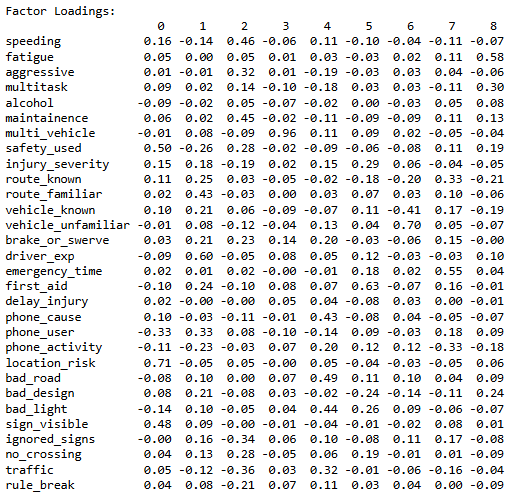 Factor Loadings:
0 1 2 3 4 5 6 7 8
speeding 0.16 -0.14 0.46 -0.06 0.11 -0.10 -0.04 -0.11 -0.07
fatigue 0.05 0.00 0.05 0.01 0.03 -0.03 0.02 0.11 0.58
aggressive 0.01 -0.01 0.32 0.01 -0.19 0.03 0.03 0.04 -0.06
multitask 0.09 0.02 0.14 -0.10 -0.18 0.03 0.03 -0.11 0.30
alcohol -0.09 -0.02 0.05 -0.07 -0.02 0.00 -0.03 0.05 0.08
maintainence 0.06 0.02 0.45 -0.02 -0.11 -0.09 -0.09 0.11 0.13
multi_vehicle -0.01 0.08 -0.09 0.96 0.11 0.09 0.02 -0.05 -0.04
safety_used 0.50 -0.26 0.28 -0.02 -0.09 -0.06 -0.08 0.11 0.19
injury_severity 0.15 0.18 -0.19 0.02 0.15 0.29 0.06 -0.04 -0.05
route_known 0.11 0.25 0.03 -0.05 -0.02 -0.18 -0.20 0.33 -0.21
route_familiar 0.02 0.43 -0.03 0.00 0.03 0.07 0.03 0.10 -0.06
vehicle_known 0.10 0.21 0.06 -0.09 -0.07 0.11 -0.41 0.17 -0.19
vehicle_unfamiliar -0.01 0.08 -0.12 -0.04 0.13 0.04 0.70 0.05 -0.07
brake_or_swerve 0.03 0.21 0.23 0.14 0.20 -0.03 -0.06 0.15 -0.00
driver_exp -0.09 0.60 -0.05 0.08 0.05 0.12 -0.03 -0.03 0.10
emergency_time 0.02 0.01 0.02 -0.00 -0.01 0.18 0.02 0.55 0.04
first_aid -0.10 0.24 -0.10 0.08 0.07 0.63 -0.07 0.16 -0.01
delay_injury 0.02 -0.00 -0.00 0.05 0.04 -0.08 0.03 0.00 -0.01
phone_cause 0.10 -0.03 -0.11 -0.01 0.43 -0.08 0.04 -0.05 -0.07
phone_user -0.33 0.33 0.08 -0.10 -0.14 0.09 -0.03 0.18 0.09
phone_activity -0.11 -0.23 -0.03 0.07 0.20 0.12 0.12 -0.33 -0.18
location_risk 0.71 -0.05 0.05 -0.00 0.05 -0.04 -0.03 -0.05 0.06
bad_road -0.08 0.10 0.00 0.07 0.49 0.11 0.10 0.04 0.09
bad_design 0.08 0.21 -0.08 0.03 -0.02 -0.24 -0.14 -0.11 0.24
bad_light -0.14 0.10 -0.05 0.04 0.44 0.26 0.09 -0.06 -0.07
sign_visible 0.48 0.09 -0.00 -0.01 -0.04 -0.01 -0.02 0.08 0.01
ignored_signs -0.00 0.16 -0.34 0.06 0.10 -0.08 0.11 0.17 -0.08
no_crossing 0.04 0.13 0.28 -0.05 0.06 0.19 -0.01 0.01 -0.09
traffic 0.05 -0.12 -0.36 0.03 0.32 -0.01 -0.06 -0.16 -0.04
rule_break 0.04 0.08 -0.21 0.07 0.11 0.03 0.04 0.00 -0.09